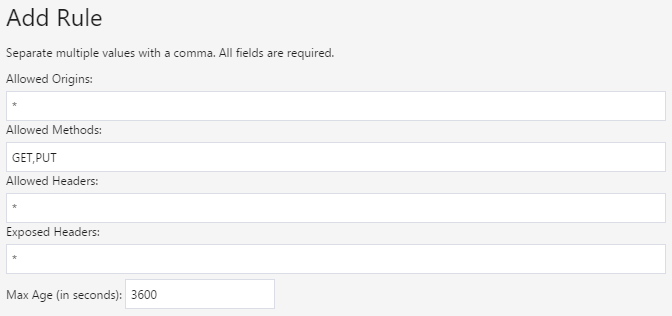 Add Rule
Separate multiple values with a comma. All fields are required.
Allowed Origins:
*
Allowed Methods:
GET,PUT
Allowed Headers:
*
Exposed Headers:
*
Max Age (in seconds): 3600